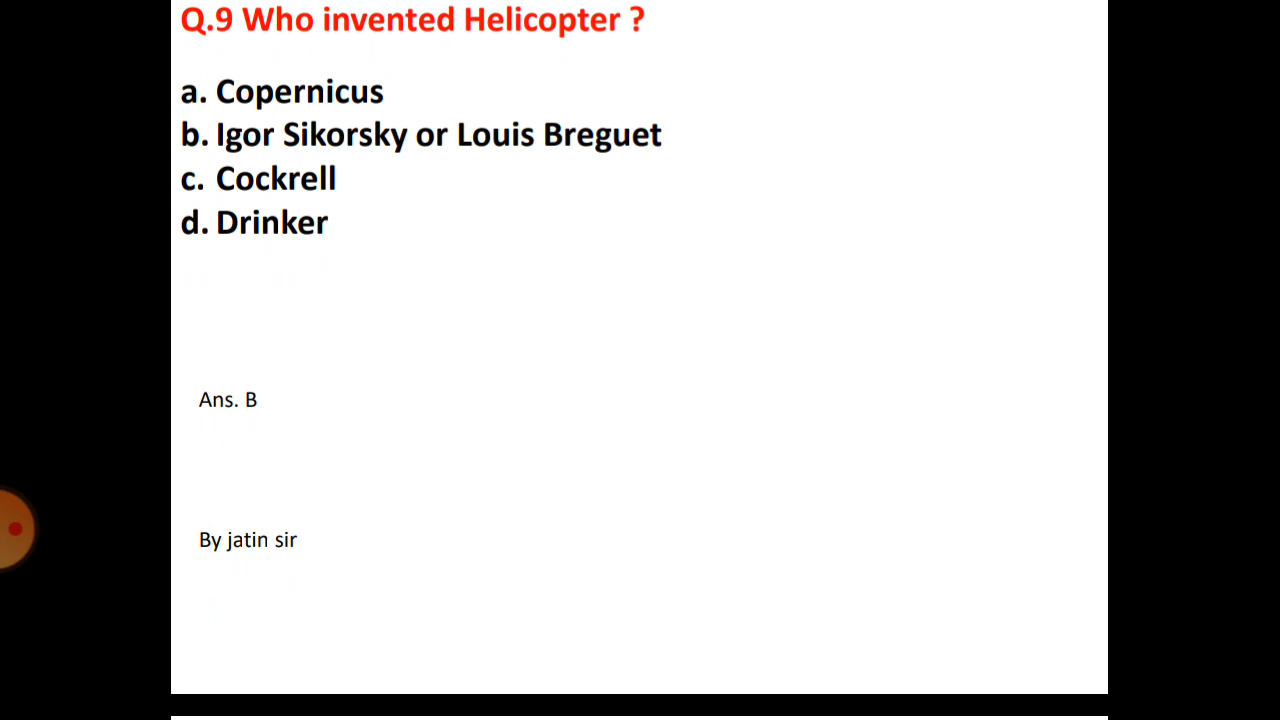 Q.9 Who invented Helicopter ?
a. Copernicus
b. Igor Sikorsky or Louis Breguet
c. Cockrell
d. Drinker
Ans. B
By jatin sir